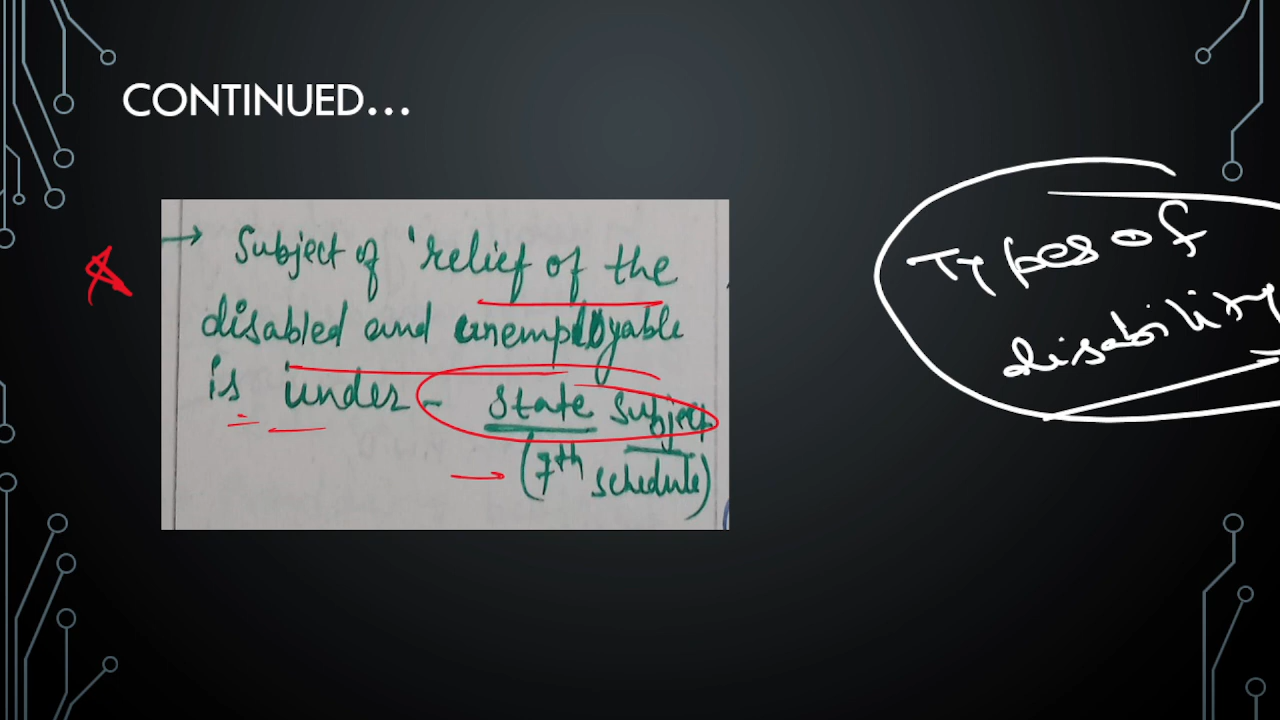 CONTINUED...
→ Subject of 'relief of the
disabled and unemployable
is under - state subject
(7th schedule)
Types of
disability